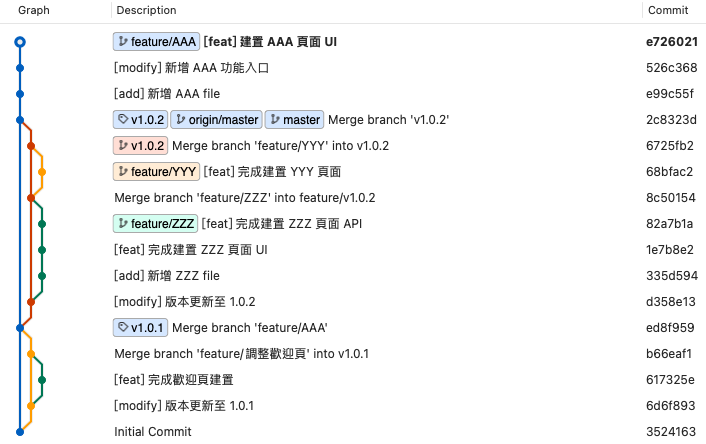 Graph Description Commit
feature/AAA [feat] 建置 AAA 頁面 UI e726021
[modify] 新增 AAA 功能入口 526c368
[add] 新增 AAA file e99c55f
v1.0.2 origin/master master Merge branch 'v1.0.2' 2c8323d
v1.0.2 Merge branch 'feature/YYY' into v1.0.2 6725fb2
feature/YYY [feat] 完成建置 YYY 頁面 68bfac2
Merge branch 'feature/ZZZ' into feature/v1.0.2 8c50154
feature/ZZZ [feat] 完成建置 ZZZ 頁面 API 82a7b1a
[feat] 完成建置 ZZZ 頁面 UI 1e7b8e2
[add] 新增 ZZZ file 335d594
[modify] 版本更新至 1.0.2 d358e13
v1.0.1 Merge branch 'feature/AAA' ed8f959
Merge branch 'feature/調整歡迎頁' into v1.0.1 b66eaf1
[feat] 完成歡迎頁建置 617325e
[modify] 版本更新至 1.0.1 6d6f893
Initial Commit 3524163